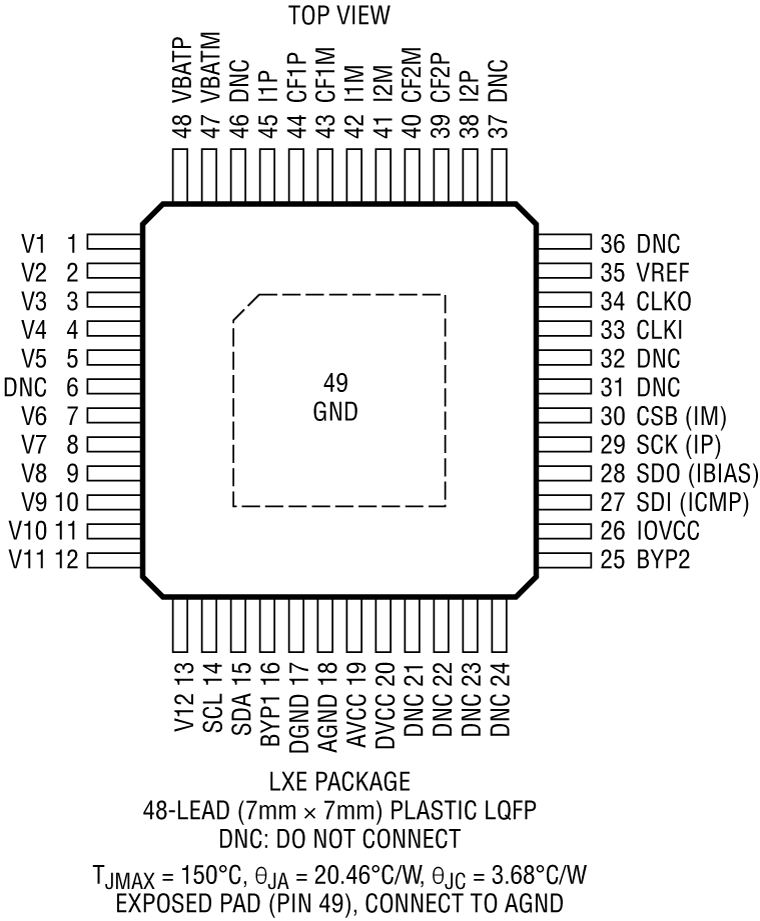 TOP VIEW
48 VBATP
47 VBATM
46 DNC
45 I1P
44 CF1P
43 CF1M
42 I1M
41 I2M
40 CF2M
39 CF2P
38 I2P
37 DNC
V1 1
V2 2
V3 3
V4 4
V5 5
DNC 6
V6 7
V7 8
V8 9
V9 10
V10 11
V11 12
49
GND
36 DNC
35 VREF
34 CLKO
33 CLKI
32 DNC
31 DNC
30 CSB (IM)
29 SCK (IP)
28 SDO (IBIAS)
27 SDI (ICMP)
26 IOVCC
25 BYP2
V12 13
SCL 14
SDA 15
BYP1 16
DGND 17
AGND 18
AVCC 19
DVCC 20
DNC 21
DNC 22
DNC 23
DNC 24
LXE PACKAGE
48-LEAD (7mm × 7mm) PLASTIC LQFP
DNC: DO NOT CONNECT
TJMAX = 150°C, θJA = 20.46°C/W, θJC = 3.68°C/W
EXPOSED PAD (PIN 49), CONNECT TO AGND